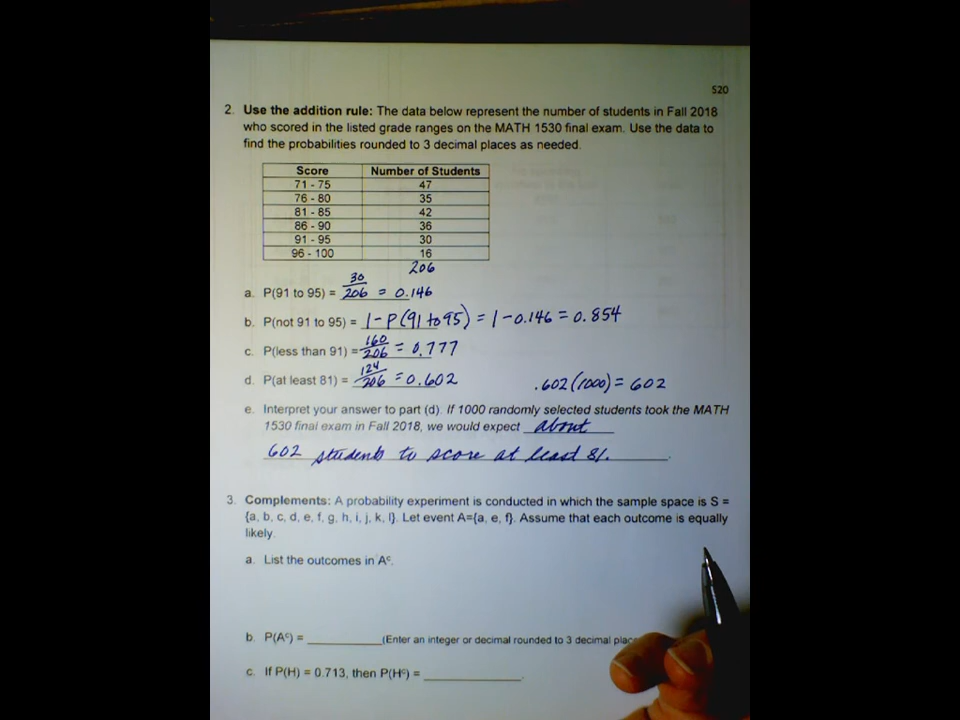 S20
2. Use the addition rule: The data below represent the number of students in Fall 2018
who scored in the listed grade ranges on the MATH 1530 final exam. Use the data to
find the probabilities rounded to 3 decimal places as needed.
Score Number of Students
71 - 75 47
76 - 80 35
81 - 85 42
86 - 90 36
91 - 95 30
96 - 100 16
206
a. P(91 to 95) = 30/206 = 0.146
b. P(not 91 to 95) = 1 - P(91 to 95) = 1 - 0.146 = 0.854
c. P(less than 91) = 160/206 = 0.777
d. P(at least 81) = 124/206 = 0.602 .602(1000) = 602
e. Interpret your answer to part (d). If 1000 randomly selected students took the MATH
1530 final exam in Fall 2018, we would expect about
602 students to score at least 81.
3. Complements: A probability experiment is conducted in which the sample space is S =
{a, b, c, d, e, f, g, h, i, j, k, l}. Let event A={a, e, f}. Assume that each outcome is equally
likely.
a. List the outcomes in Aᶜ.
b. P(Aᶜ) = __________ (Enter an integer or decimal rounded to 3 decimal
c. If P(H) = 0.713, then P(Hᶜ) = __________.